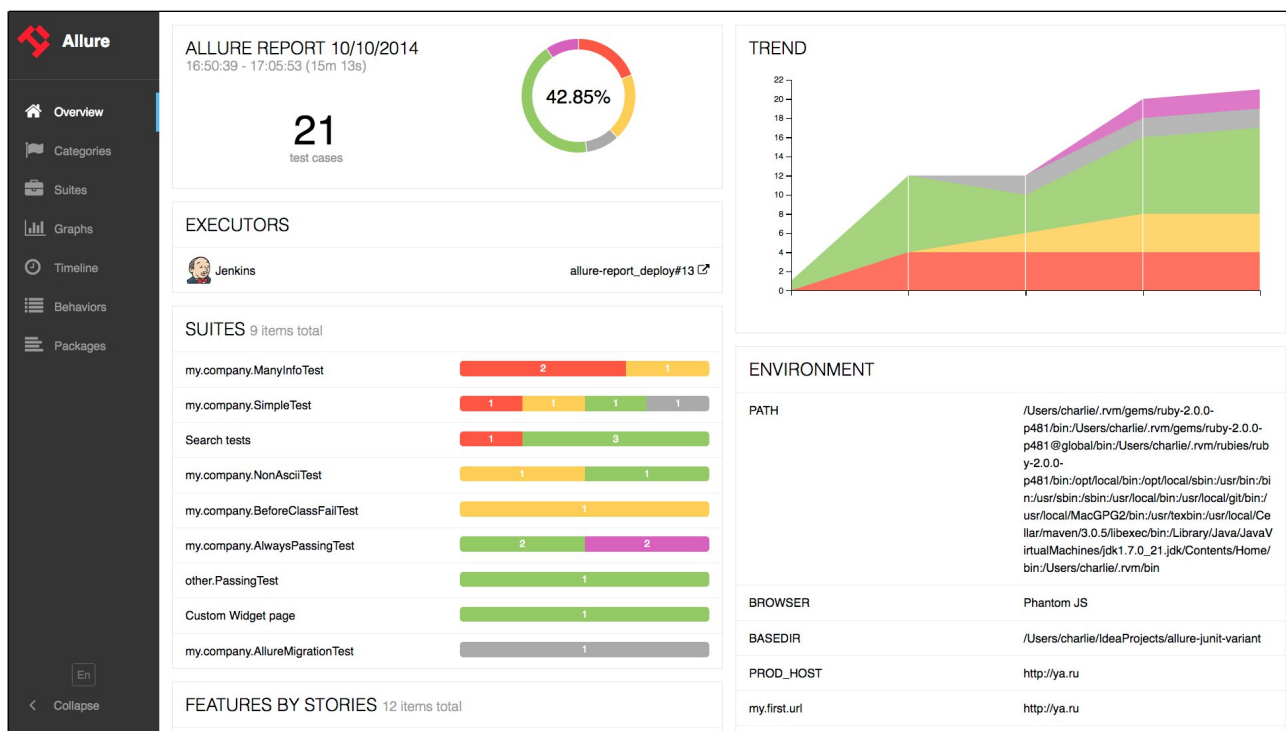 Allure
Overview
Categories
Suites
Graphs
Timeline
Behaviors
Packages
En
Collapse
ALLURE REPORT 10/10/2014
16:50:39 - 17:05:53 (15m 13s)
21
test cases
42.85%
EXECUTORS
Jenkins
allure-report_deploy#13
SUITES 9 items total
my.company.ManyInfoTest 2 1
my.company.SimpleTest 1 1 1 1
Search tests 1 3
my.company.NonAsciiTest 1 1
my.company.BeforeClassFailTest 1
my.company.AlwaysPassingTest 2 2
other.PassingTest 1
Custom Widget page 1
my.company.AllureMigrationTest 1
FEATURES BY STORIES 12 items total
TREND
22
20
18
16
14
12
10
8
6
4
2
0
ENVIRONMENT
PATH
/Users/charlie/.rvm/gems/ruby-2.0.0-
p481/bin:/Users/charlie/.rvm/gems/ruby-2.0.0-
p481@global/bin:/Users/charlie/.rvm/rubies/rub
y-2.0.0-
p481/bin:/opt/local/bin:/opt/local/sbin:/usr/bin:/bi
n:/usr/sbin:/sbin:/usr/local/bin:/usr/local/git/bin:/
usr/local/MacGPG2/bin:/usr/texbin:/usr/local/Ce
llar/maven/3.0.5/libexec/bin:/Library/Java/JavaV
irtualMachines/jdk1.7.0_21.jdk/Contents/Home/
bin:/Users/charlie/.rvm/bin
BROWSER Phantom JS
BASEDIR /Users/charlie/IdeaProjects/allure-junit-variant
PROD_HOST http://ya.ru
my.first.url http://ya.ru